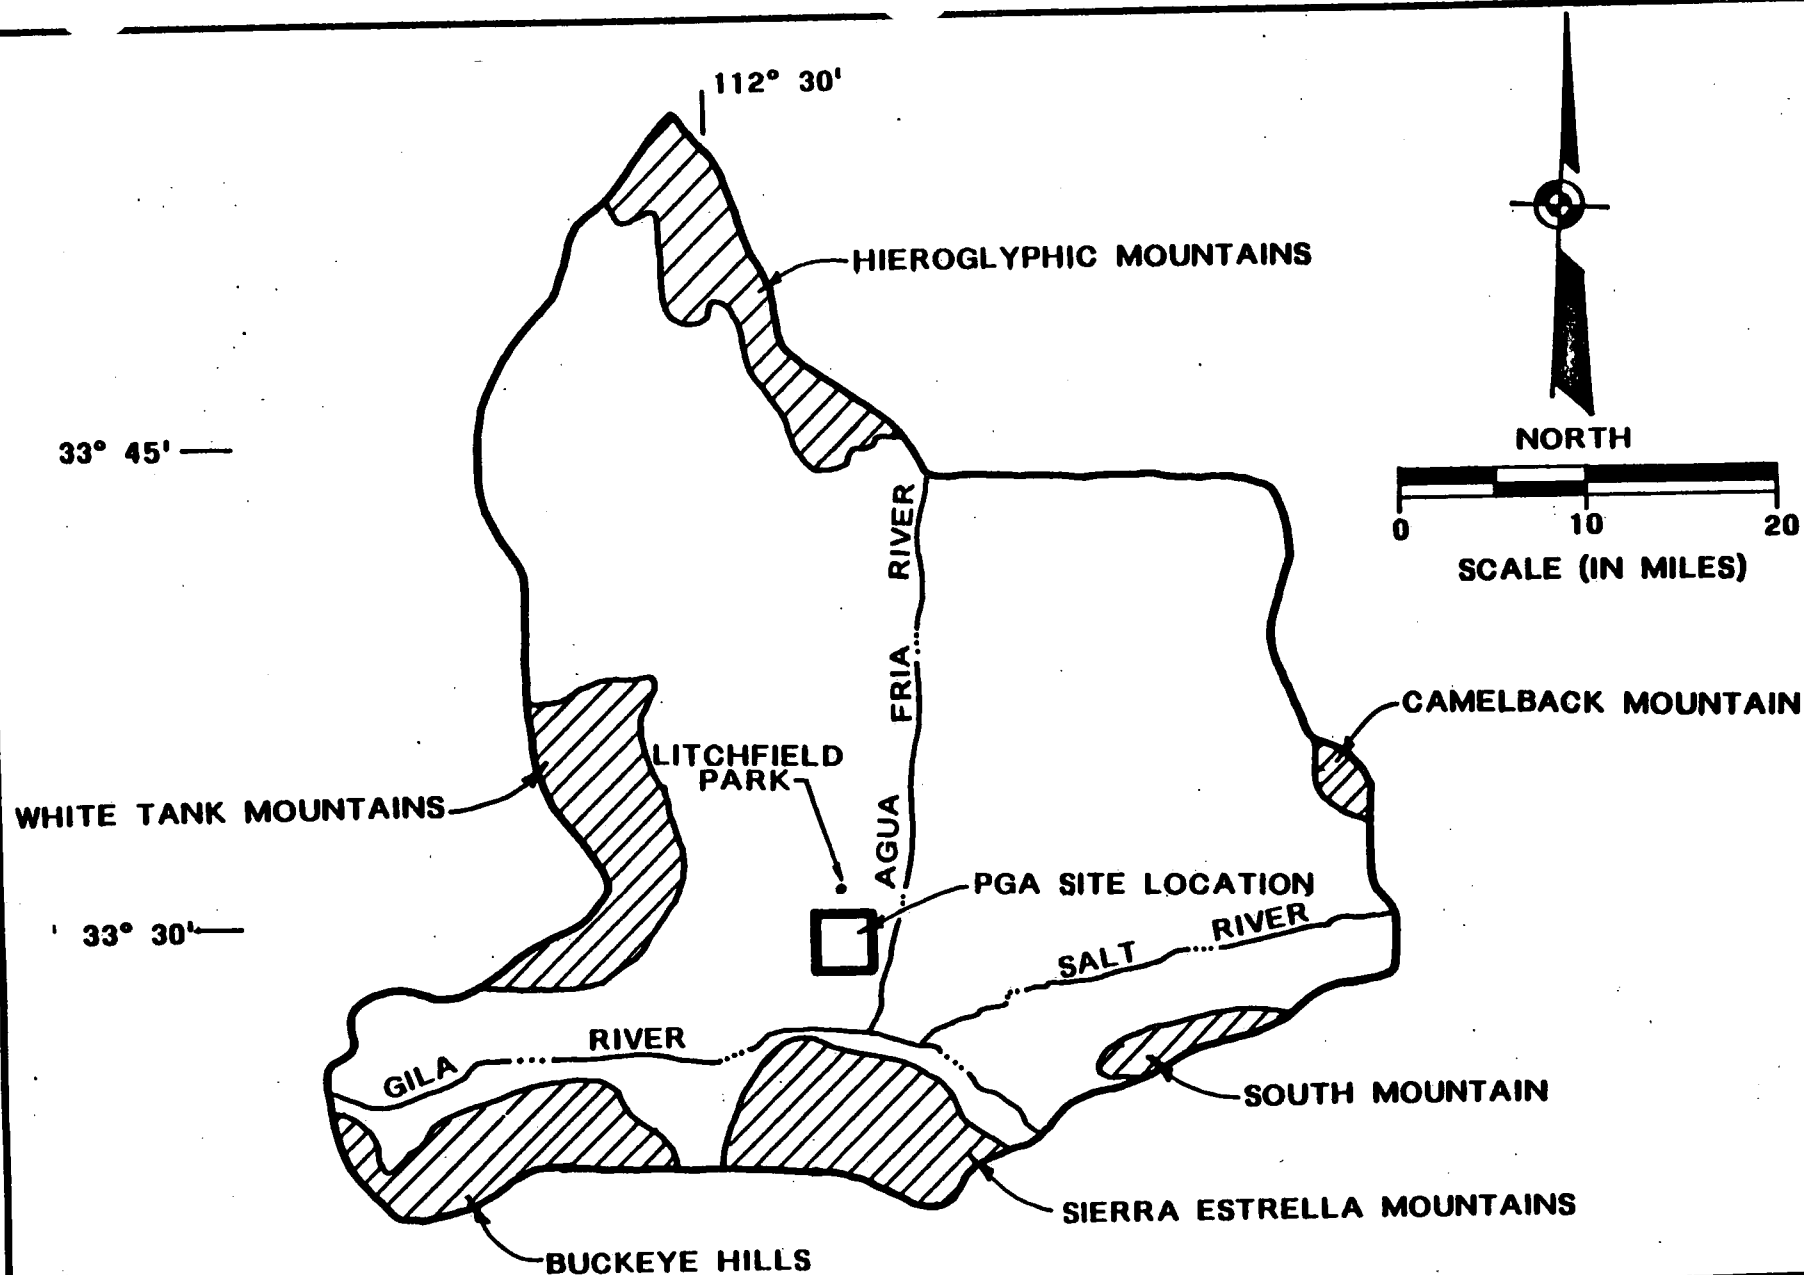 112° 30'
HIEROGLYPHIC MOUNTAINS
NORTH
33° 45'
0 10 20
SCALE (IN MILES)
AGUA FRIA RIVER
CAMELBACK MOUNTAIN
LITCHFIELD
PARK
WHITE TANK MOUNTAINS
PGA SITE LOCATION
33° 30'
SALT RIVER
GILA RIVER
SOUTH MOUNTAIN
SIERRA ESTRELLA MOUNTAINS
BUCKEYE HILLS